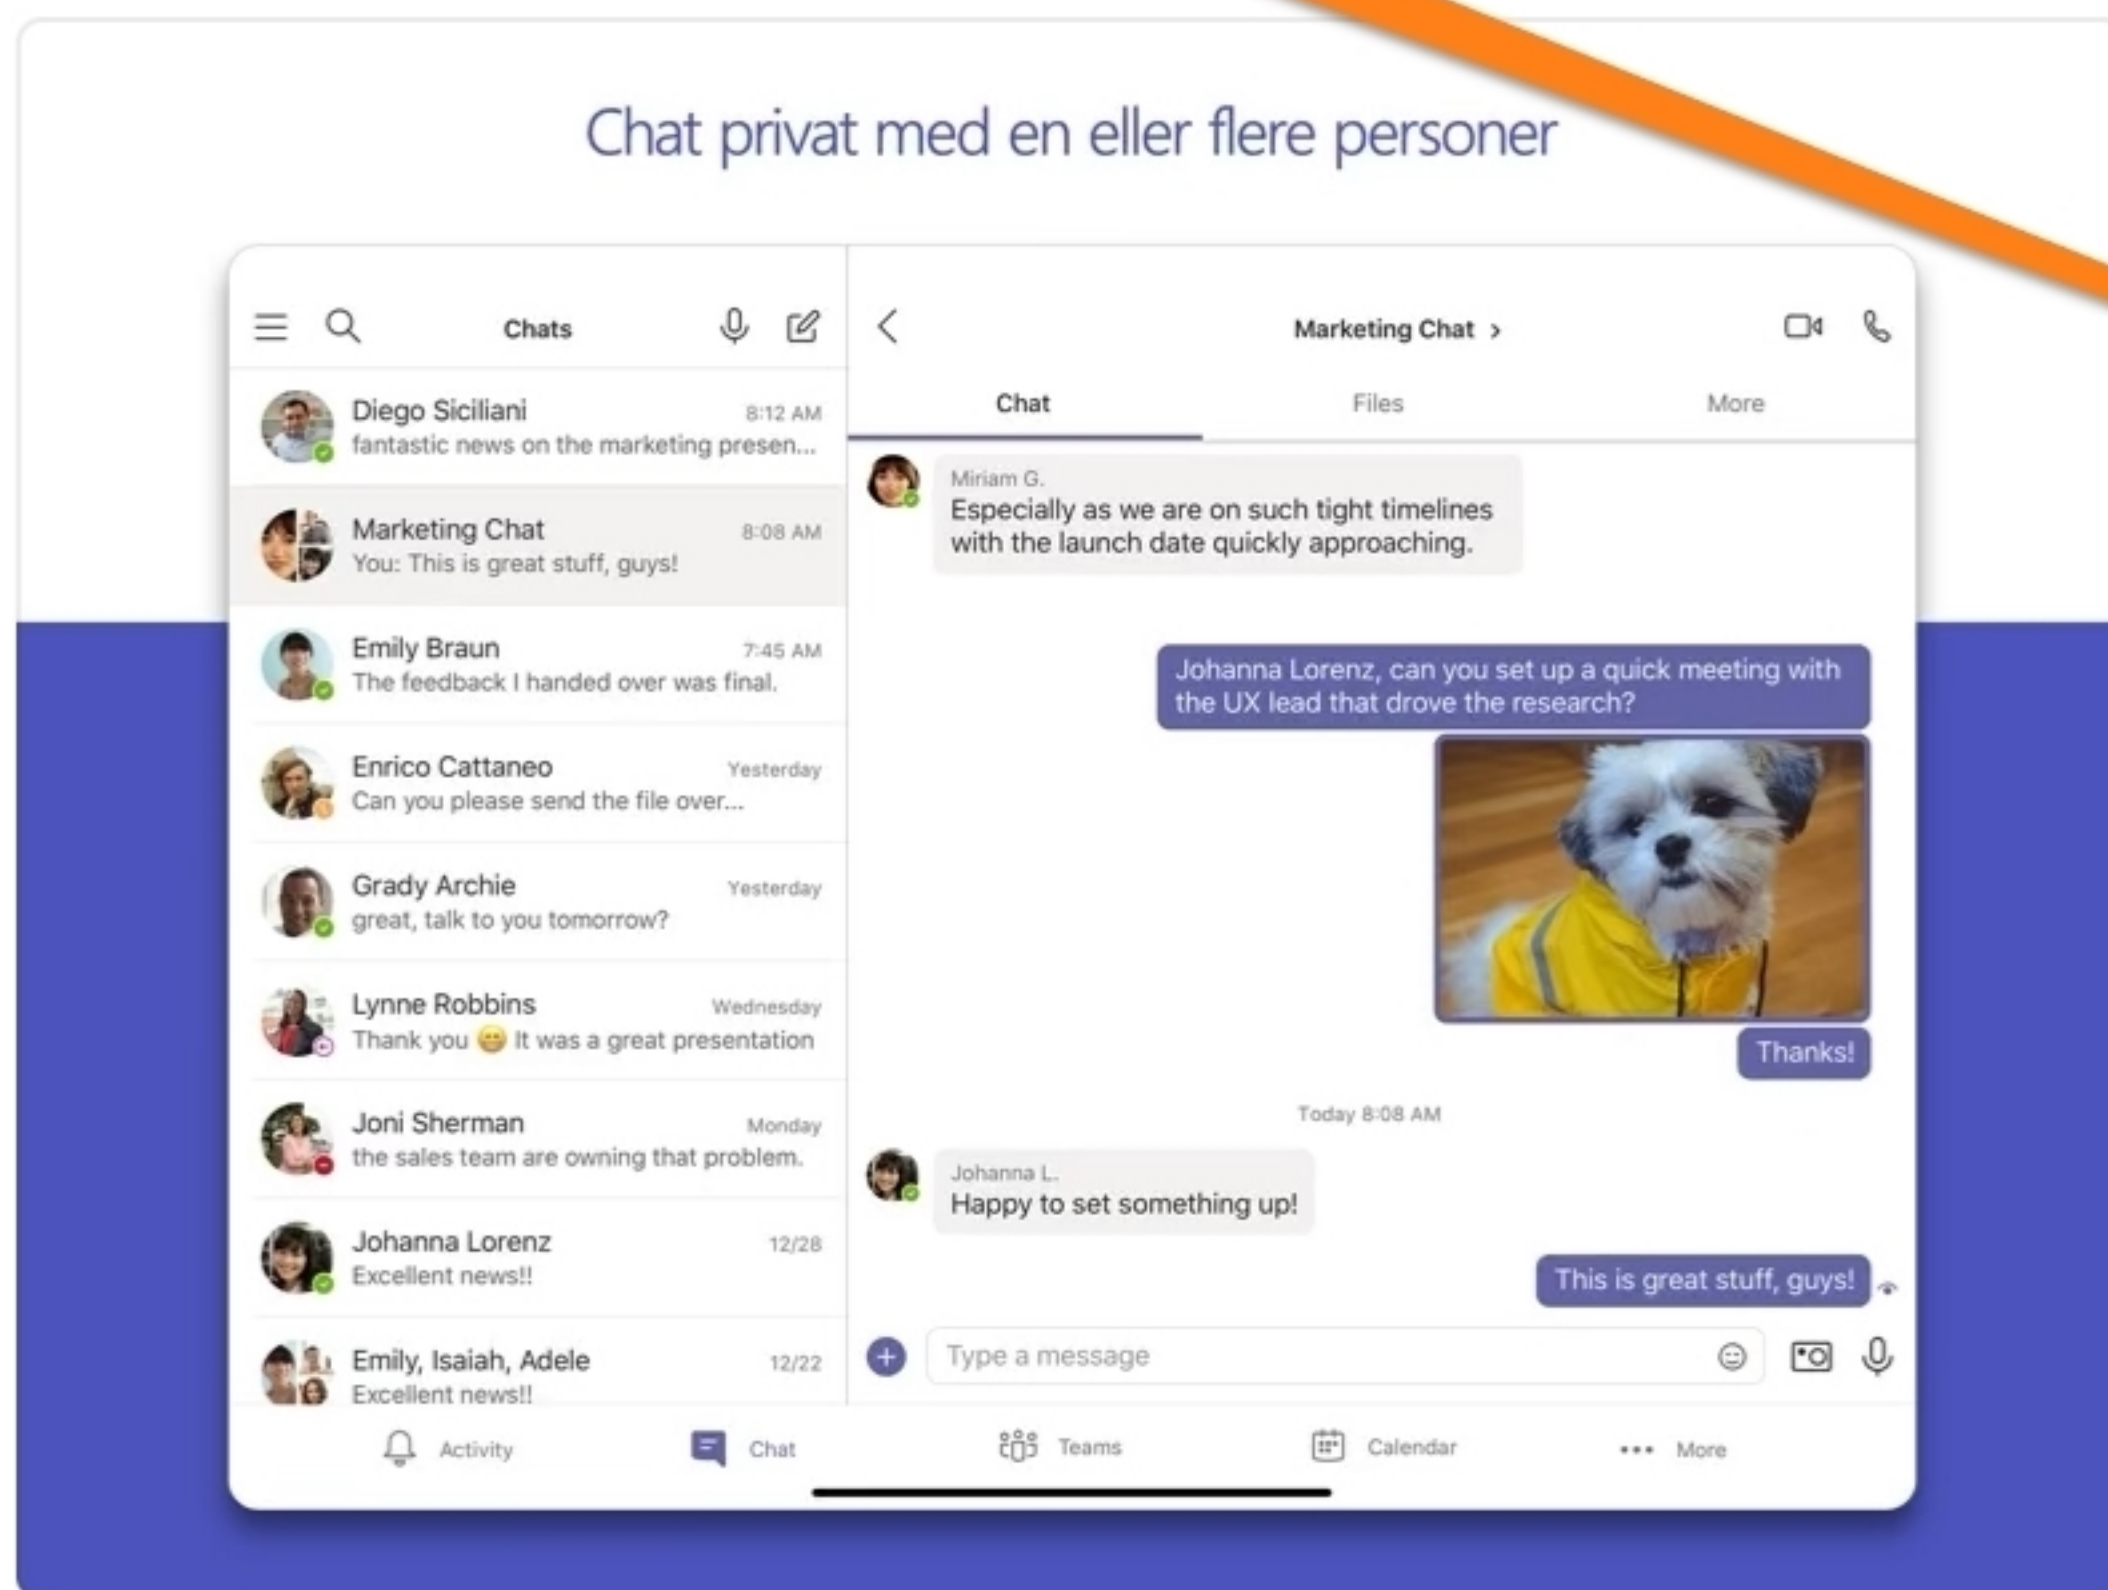 Chat privat med en eller flere personer
Chats
Diego Siciliani
8:12 AM
fantastic news on the marketing presen...
Marketing Chat
8:08 AM
You: This is great stuff, guys!
Emily Braun
7:45 AM
The feedback I handed over was final.
Enrico Cattaneo
Yesterday
Can you please send the file over...
Grady Archie
Yesterday
great, talk to you tomorrow?
Lynne Robbins
Wednesday
Thank you 😁 It was a great presentation
Joni Sherman
Monday
the sales team are owning that problem.
Johanna Lorenz
12/28
Excellent news!!
Emily, Isaiah, Adele
12/22
Excellent news!!
Marketing Chat >
Chat
Files
More
Miriam G.
Especially as we are on such tight timelines
with the launch date quickly approaching.
Johanna Lorenz, can you set up a quick meeting with
the UX lead that drove the research?
Thanks!
Today 8:08 AM
Johanna L.
Happy to set something up!
This is great stuff, guys!
Type a message
Activity
Chat
Teams
Calendar
More